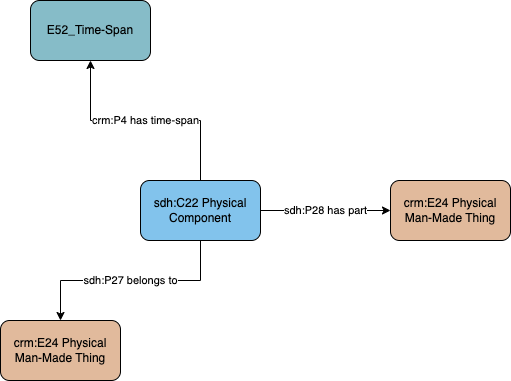 E52_Time-Span
crm:P4 has time-span
sdh:C22 Physical
Component
sdh:P28 has part
crm:E24 Physical
Man-Made Thing
sdh:P27 belongs to
crm:E24 Physical
Man-Made Thing